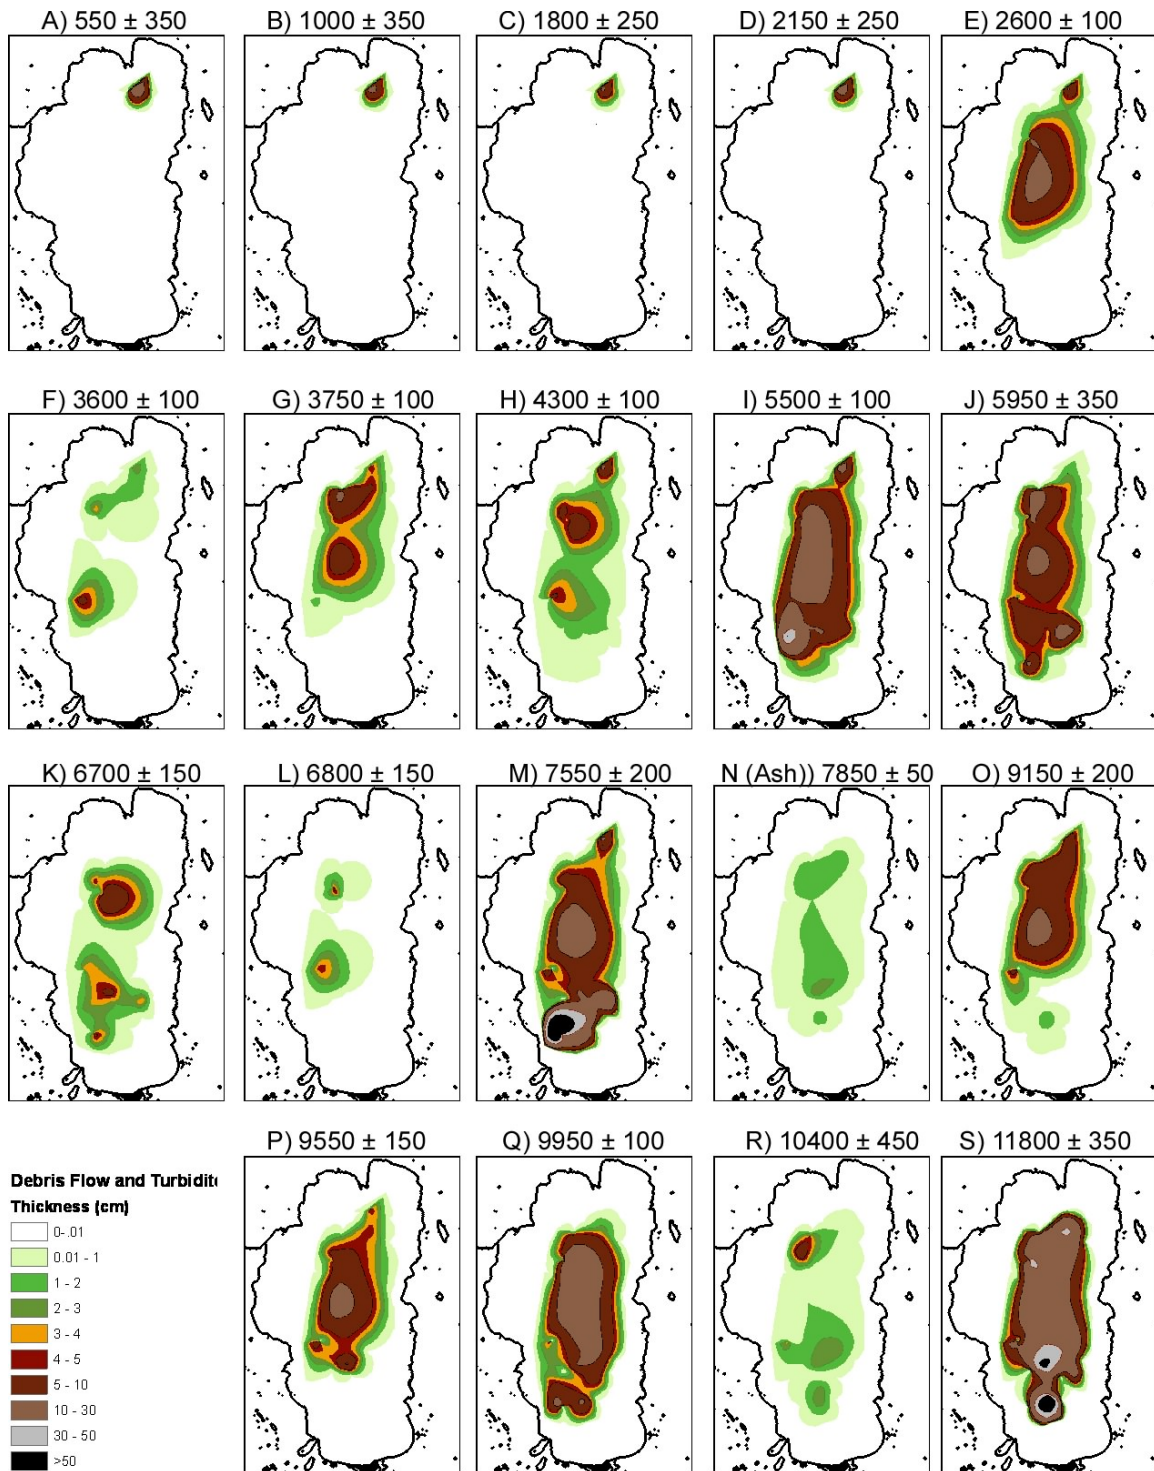 A) 550 ± 350
B) 1000 ± 350
C) 1800 ± 250
D) 2150 ± 250
E) 2600 ± 100
F) 3600 ± 100
G) 3750 ± 100
H) 4300 ± 100
I) 5500 ± 100
J) 5950 ± 350
K) 6700 ± 150
L) 6800 ± 150
M) 7550 ± 200
N (Ash)) 7850 ± 50
O) 9150 ± 200
P) 9550 ± 150
Q) 9950 ± 100
R) 10400 ± 450
S) 11800 ± 350
Debris Flow and Turbidite
Thickness (cm)
0-.01
0.01 - 1
1 - 2
2 - 3
3 - 4
4 - 5
5 - 10
10 - 30
30 - 50
>50